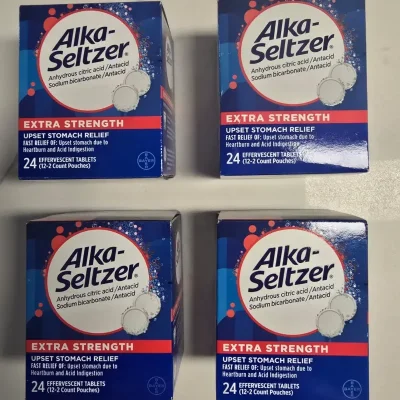 Alka-
Seltzer®
Anhydrous citric acid/Antacid
Sodium bicarbonate/Antacid
EXTRA STRENGTH
UPSET STOMACH RELIEF
FAST RELIEF OF: Upset stomach due to
Heartburn and Acid Indigestion
24 EFFERVESCENT TABLETS
(12-2 Count Pouches)
Alka-
Seltzer®
Anhydrous citric acid/Antacid
Sodium bicarbonate/Antacid
EXTRA STRENGTH
UPSET STOMACH RELIEF
FAST RELIEF OF: Upset stomach due to
Heartburn and Acid Indigestion
24 EFFERVESCENT TABLETS
(12-2 Count Pouches)
Alka-
Seltzer®
Anhydrous citric acid/Antacid
Sodium bicarbonate/Antacid
EXTRA STRENGTH
UPSET STOMACH RELIEF
FAST RELIEF OF: Upset stomach due to
Heartburn and Acid Indigestion
24 EFFERVESCENT TABLETS
(12-2 Count Pouches)
Alka-
Seltzer®
Anhydrous citric acid/Antacid
Sodium bicarbonate/Antacid
EXTRA STRENGTH
UPSET STOMACH RELIEF
FAST RELIEF OF: Upset stomach due to
Heartburn and Acid Indigestion
24 EFFERVESCENT TABLETS
(12-2 Count Pouches)